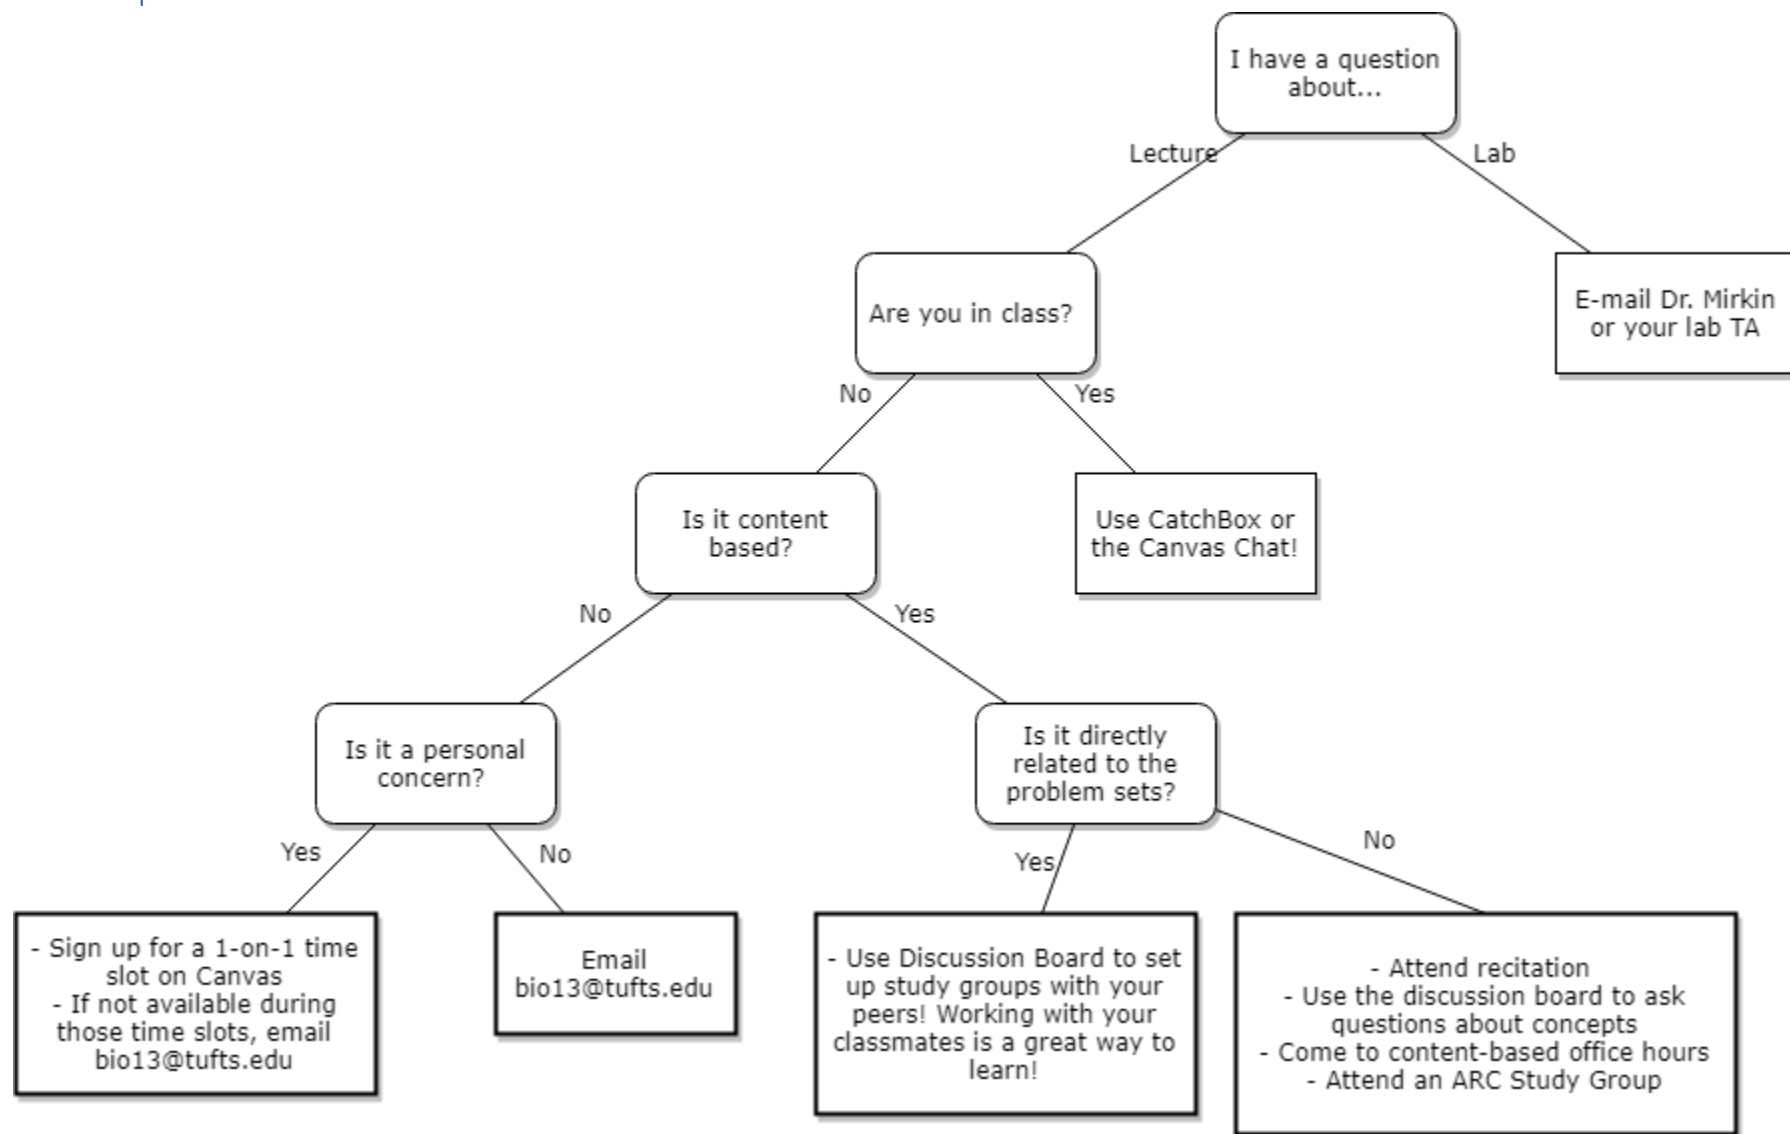 I have a question
about...
Lecture
Lab
Are you in class?
E-mail Dr. Mirkin
or your lab TA
No
Yes
Is it content
based?
Use CatchBox or
the Canvas Chat!
No
Yes
Is it a personal
concern?
Is it directly
related to the
problem sets?
Yes
No
Yes
No
- Sign up for a 1-on-1 time
slot on Canvas
- If not available during
those time slots, email
bio13@tufts.edu
Email
bio13@tufts.edu
- Use Discussion Board to set
up study groups with your
peers! Working with your
classmates is a great way to
learn!
- Attend recitation
- Use the discussion board to ask
questions about concepts
- Come to content-based office hours
- Attend an ARC Study Group